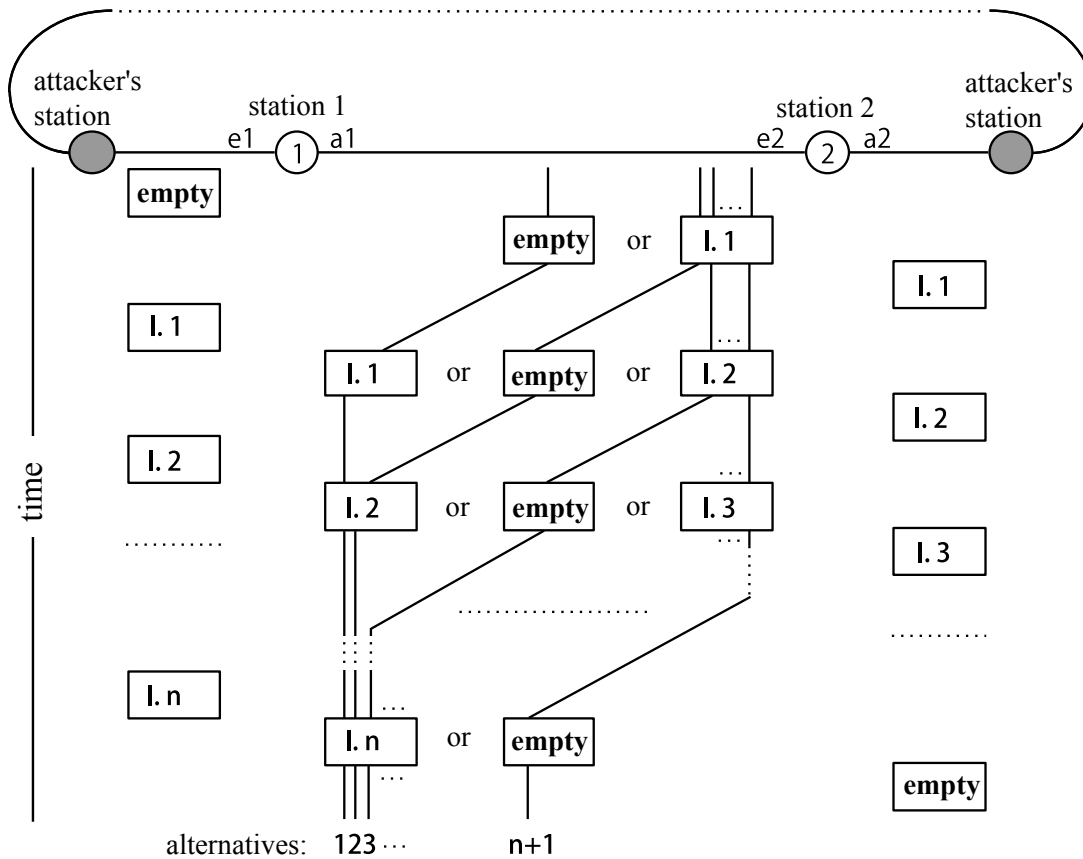 attacker's
station
station 1
station 2
attacker's
station
e1
1
a1
e2
2
a2
empty
empty or I. 1
I. 1
I. 1
I. 1 or empty or I. 2
I. 2
I. 2
I. 2 or empty or I. 3
I. 3
time
I. n
I. n or empty
empty
alternatives: 123 ... n+1